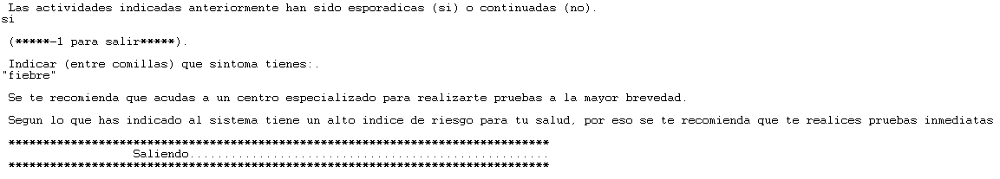 Las actividades indicadas anteriormente han sido esporadicas (si) o continuadas (no).
si
(*****-1 para salir*****).
Indicar (entre comillas) que sintoma tienes:.
"fiebre"
Se te recomienda que acudas a un centro especializado para realizarte pruebas a la mayor brevedad.
Segun lo que has indicado al sistema tiene un alto indice de riesgo para tu salud, por eso se te recomienda que te realices pruebas inmediatas
******************************************************************************
Saliendo....................................................
******************************************************************************